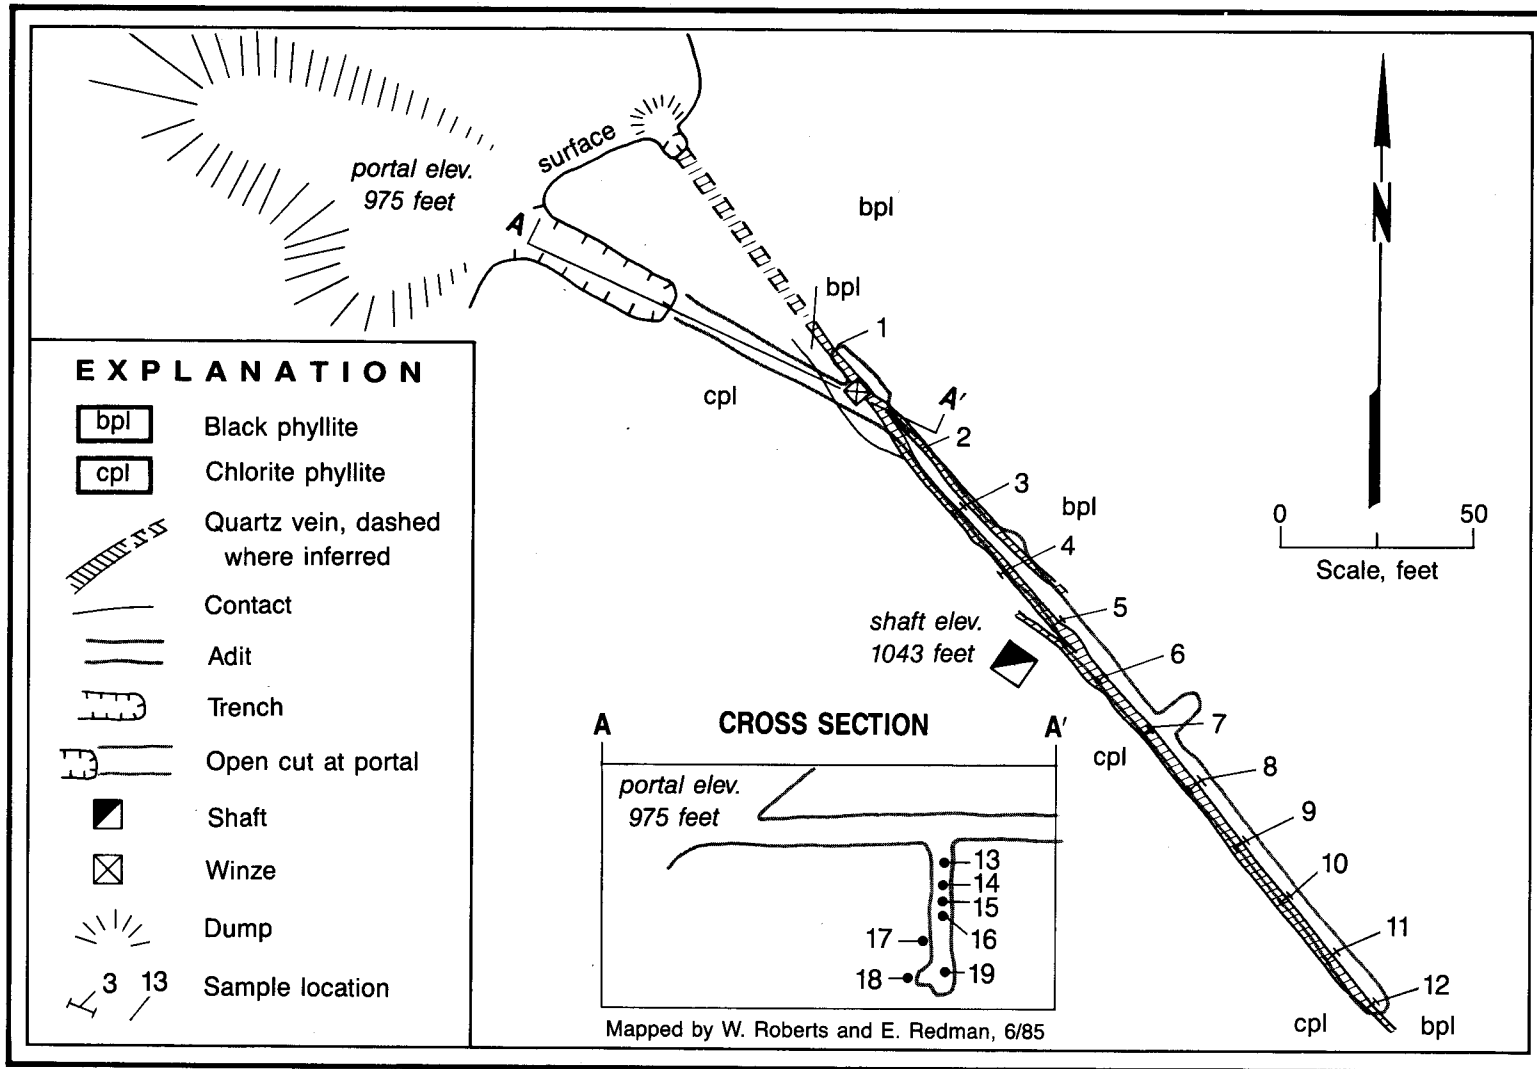 surface
portal elev.
975 feet
A
bpl
bpl
1
cpl
A'
2
3
bpl
4
5
shaft elev.
1043 feet
6
7
cpl
8
9
10
11
12
cpl
bpl
N
0 50
Scale, feet
EXPLANATION
bpl Black phyllite
cpl Chlorite phyllite
Quartz vein, dashed
where inferred
Contact
Adit
Trench
Open cut at portal
Shaft
Winze
Dump
3 13 Sample location
A CROSS SECTION A'
portal elev.
975 feet
13
14
15
16
17
18
19
Mapped by W. Roberts and E. Redman, 6/85